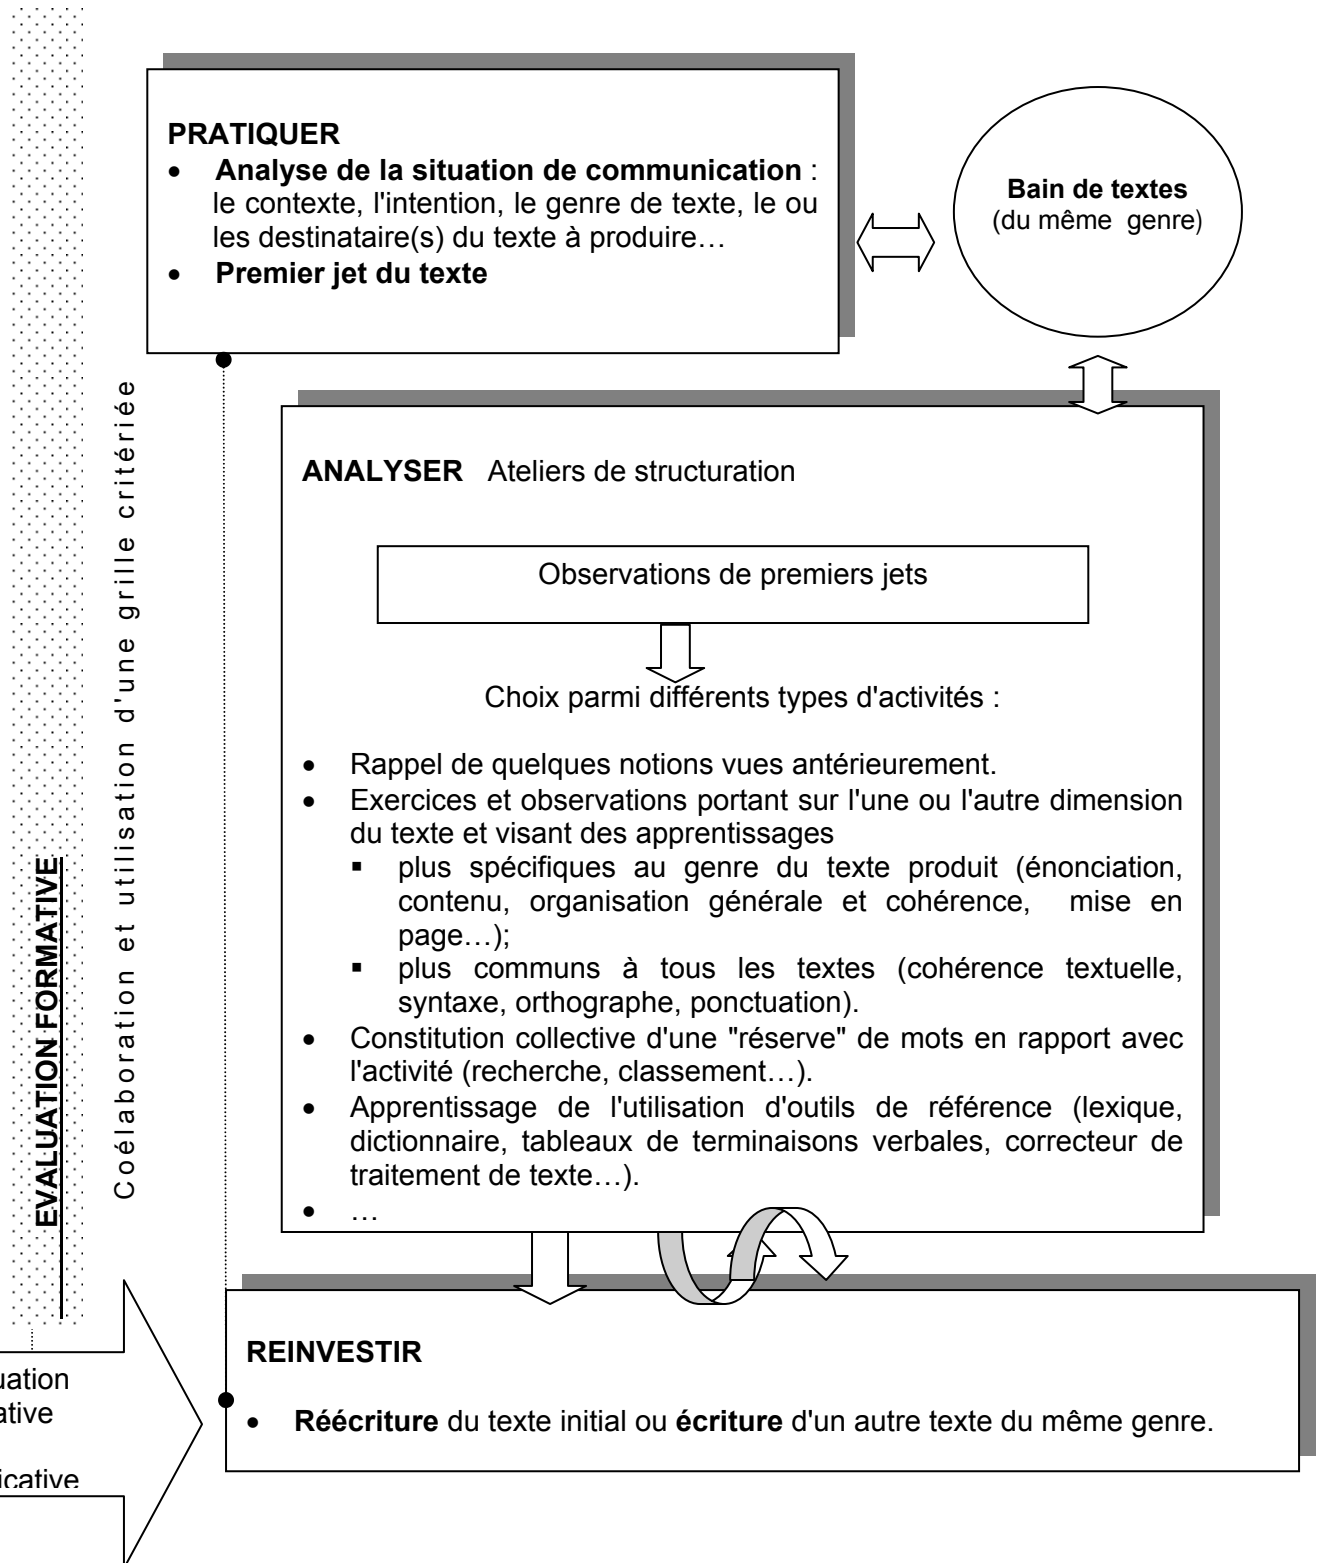 PRATIQUER
• Analyse de la situation de communication :
le contexte, l'intention, le genre de texte, le ou
les destinataire(s) du texte à produire…
• Premier jet du texte
Bain de textes
(du même genre)
ANALYSER Ateliers de structuration
Observations de premiers jets
Choix parmi différents types d'activités :
• Rappel de quelques notions vues antérieurement.
• Exercices et observations portant sur l'une ou l'autre dimension
du texte et visant des apprentissages
▪ plus spécifiques au genre du texte produit (énonciation,
contenu, organisation générale et cohérence, mise en
page…);
▪ plus communs à tous les textes (cohérence textuelle,
syntaxe, orthographe, ponctuation).
• Constitution collective d'une "réserve" de mots en rapport avec
l'activité (recherche, classement…).
• Apprentissage de l'utilisation d'outils de référence (lexique,
dictionnaire, tableaux de terminaisons verbales, correcteur de
traitement de texte…).
• …
EVALUATION FORMATIVE
Coélaboration et utilisation d'une grille critériée
REINVESTIR
• Réécriture du texte initial ou écriture d'un autre texte du même genre.